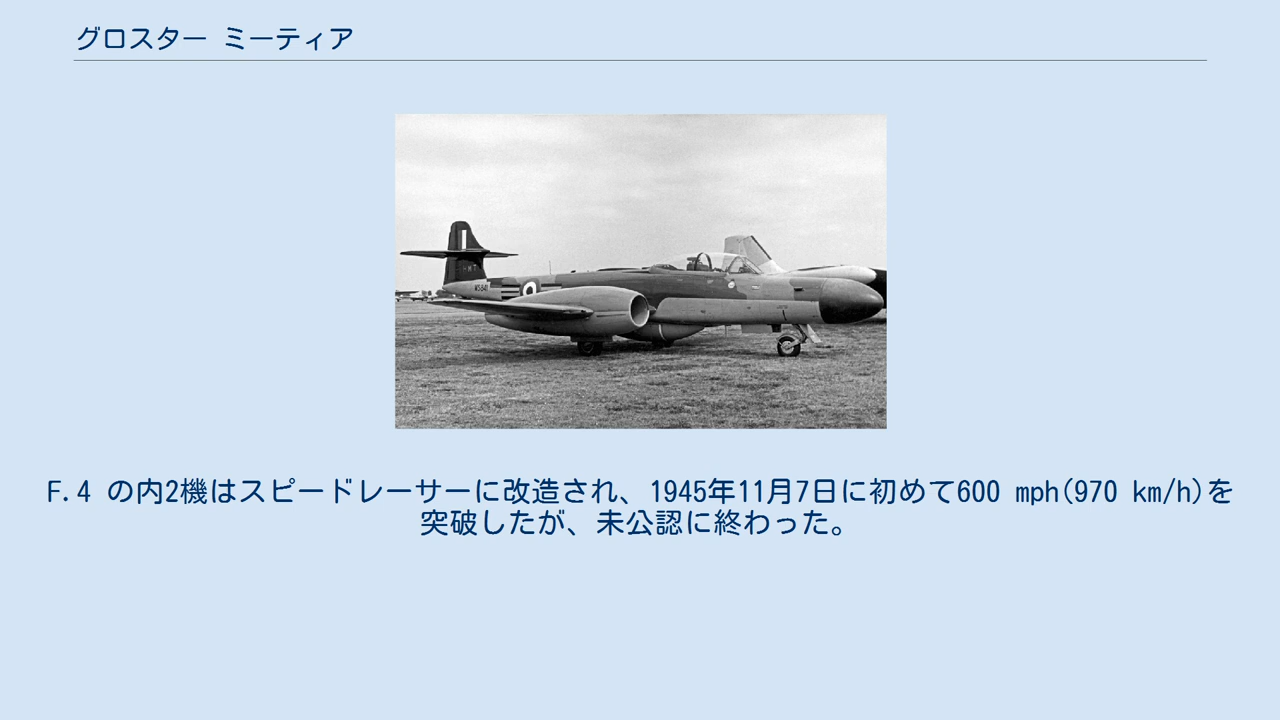 グロスター ミーティア
F.4 の内2機はスピードレーサーに改造され、1945年11月7日に初めて600 mph(970 km/h)を
突破したが、未公認に終わった。